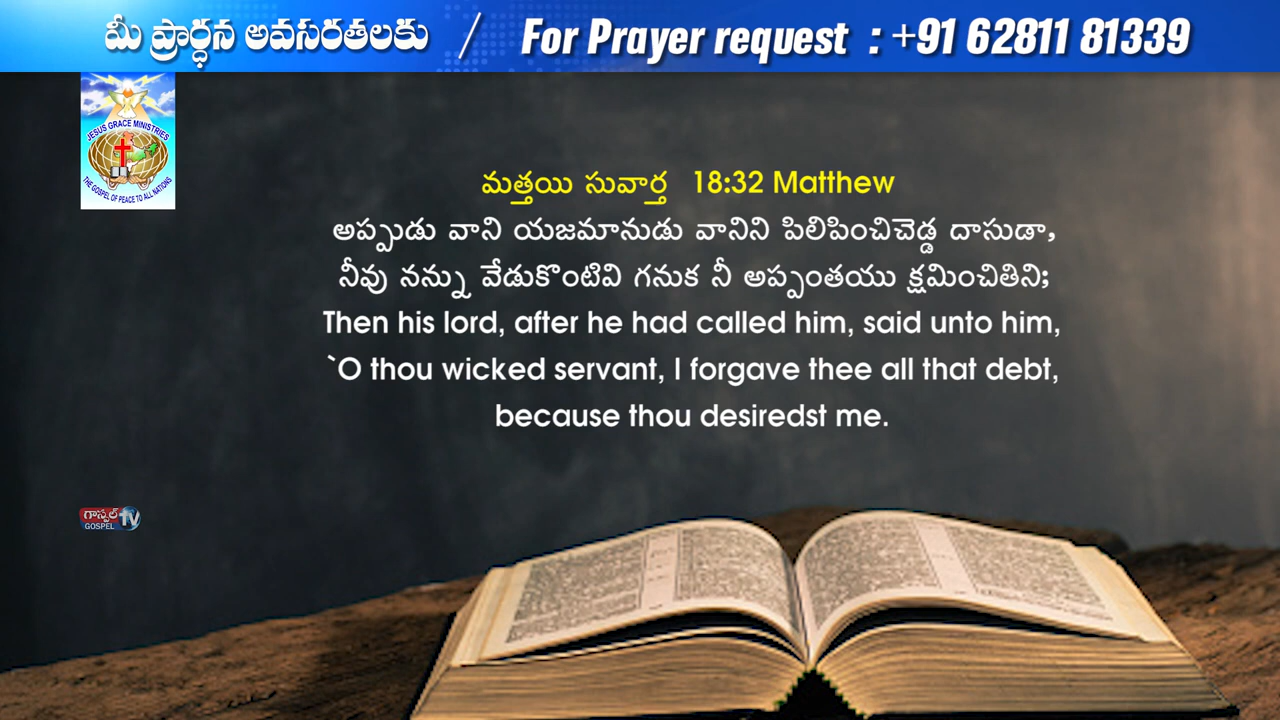 మీ ప్రార్ధన అవసరతలకు / For Prayer request : +91 62811 81339
JESUS GRACE MINISTRIES
THE GOSPEL OF PEACE TO ALL NATIONS
మత్తయి సువార్త 18:32 Matthew
అప్పుడు వాని యజమానుడు వానిని పిలిపించిచెడ్డ దాసుడా,
నీవు నన్ను వేడుకొంటివి గనుక నీ అప్పంతయు క్షమించితిని;
Then his lord, after he had called him, said unto him,
`O thou wicked servant, I forgave thee all that debt,
because thou desiredst me.
గాస్పల్ TV
GOSPEL